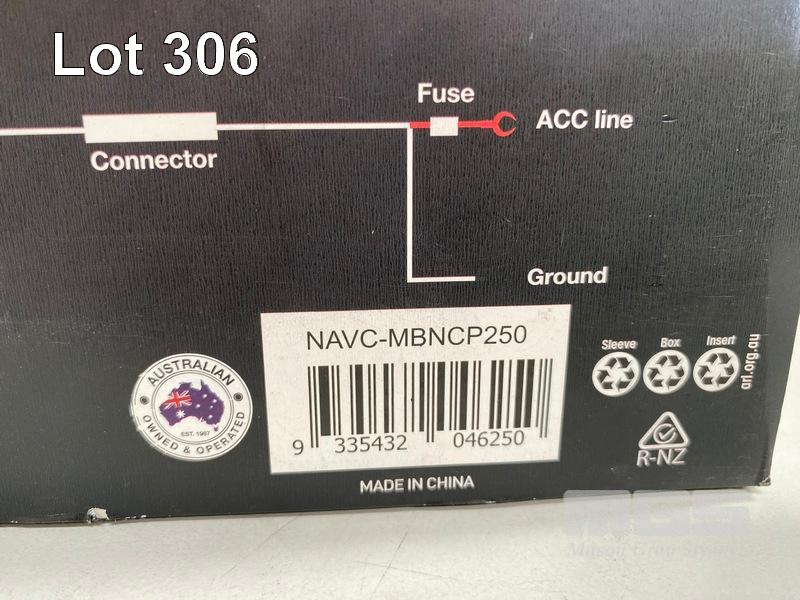 Lot 306
Fuse
ACC line
Connector
Ground
NAVC-MBNCP250
9 335432 046250
MADE IN CHINA
AUSTRALIAN
EST. 1987
OWNED & OPERATED
Sleeve Box Insert
arl.org.au
R-NZ
MGS